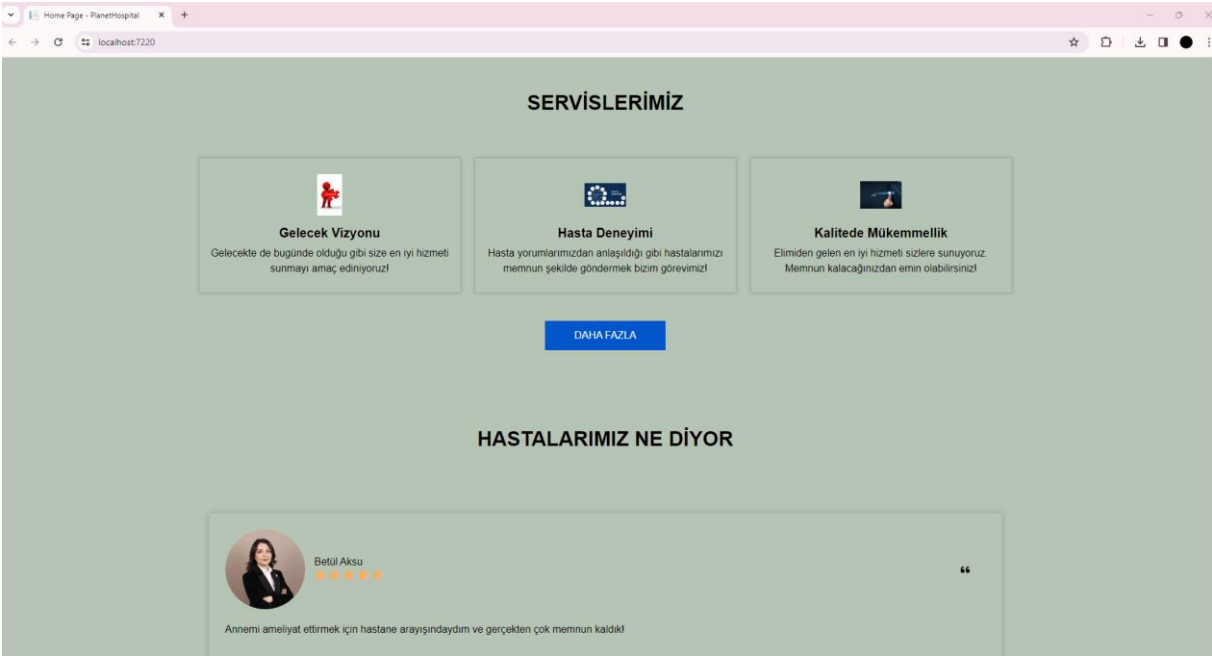 Home Page - PlanetHospital
localhost:7220
SERVİSLERİMİZ
Gelecek Vizyonu
Gelecekte de bugünde olduğu gibi size en iyi hizmeti
sunmayı amaç ediniyoruz!
Hasta Deneyimi
Hasta yorumlarımızdan anlaşıldığı gibi hastalarımızı
memnun şekilde göndermek bizim görevimiz!
Kalitede Mükemmellik
Elimiden gelen en iyi hizmeti sizlere sunuyoruz.
Memnun kalacağınızdan emin olabilirsiniz!
DAHA FAZLA
HASTALARIMIZ NE DİYOR
Betül Aksu
“
Annemi ameliyat ettirmek için hastane arayışındaydım ve gerçekten çok memnun kaldık!